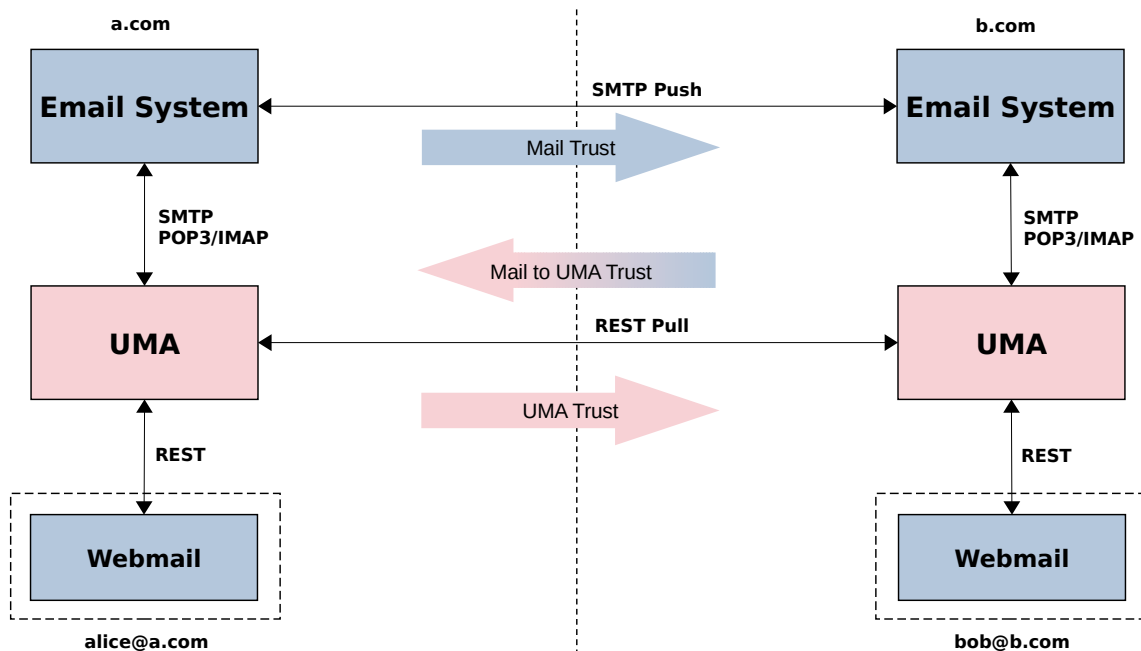 a.com
b.com
Email System
SMTP Push
Email System
Mail Trust
SMTP
POP3/IMAP
SMTP
POP3/IMAP
Mail to UMA Trust
UMA
REST Pull
UMA
UMA Trust
REST
REST
Webmail
Webmail
alice@a.com
bob@b.com